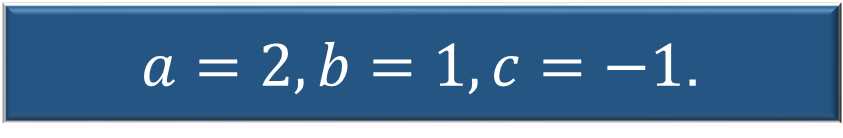 a = 2, b = 1, c = −1.